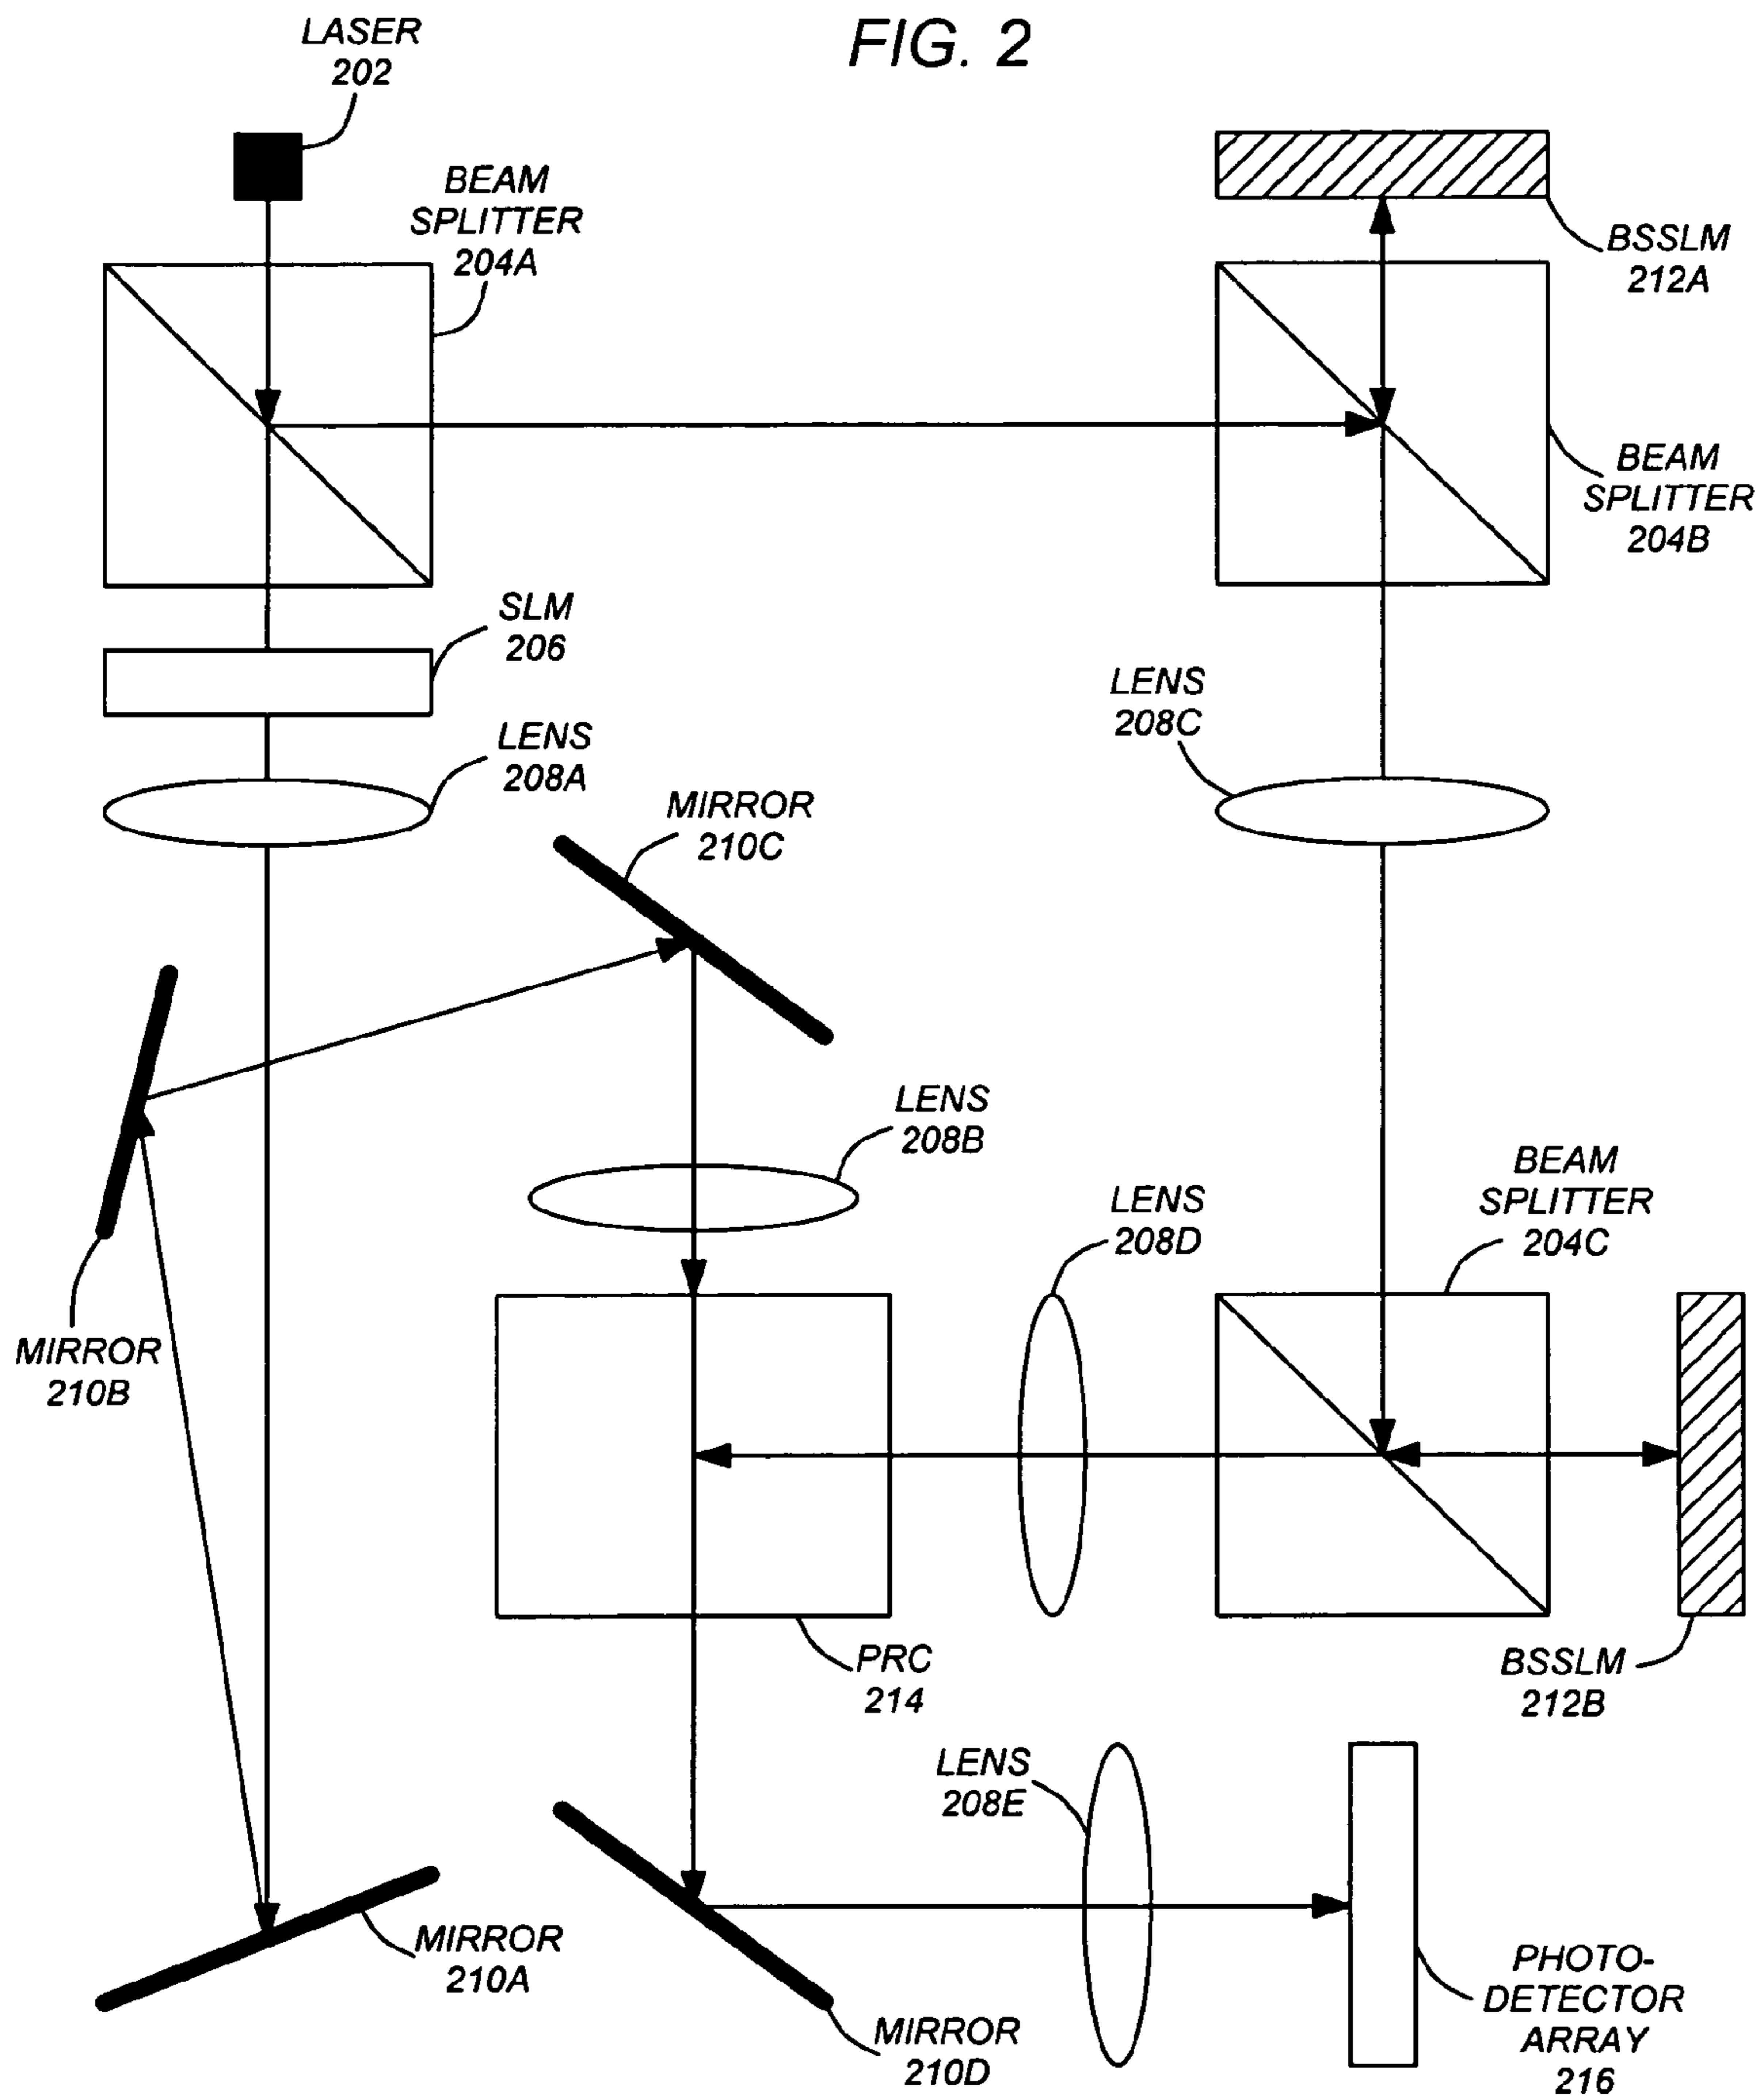 FIG. 2
LASER
202
BEAM
SPLITTER
204A
BSSLM
212A
BEAM
SPLITTER
204B
SLM
206
LENS
208A
LENS
208C
MIRROR
210C
LENS
208B
BEAM
SPLITTER
204C
LENS
208D
MIRROR
210B
PRC
214
BSSLM
212B
LENS
208E
MIRROR
210A
MIRROR
210D
PHOTO-
DETECTOR
ARRAY
216